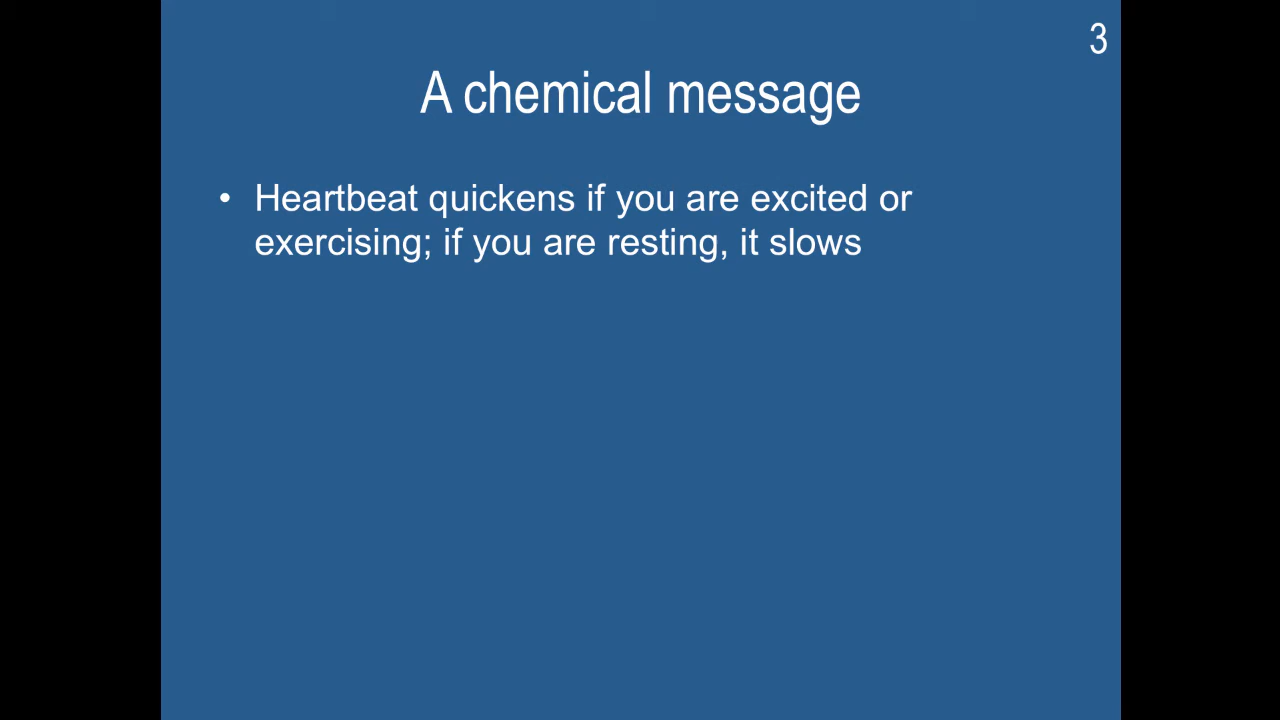 3
A chemical message
• Heartbeat quickens if you are excited or
exercising; if you are resting, it slows